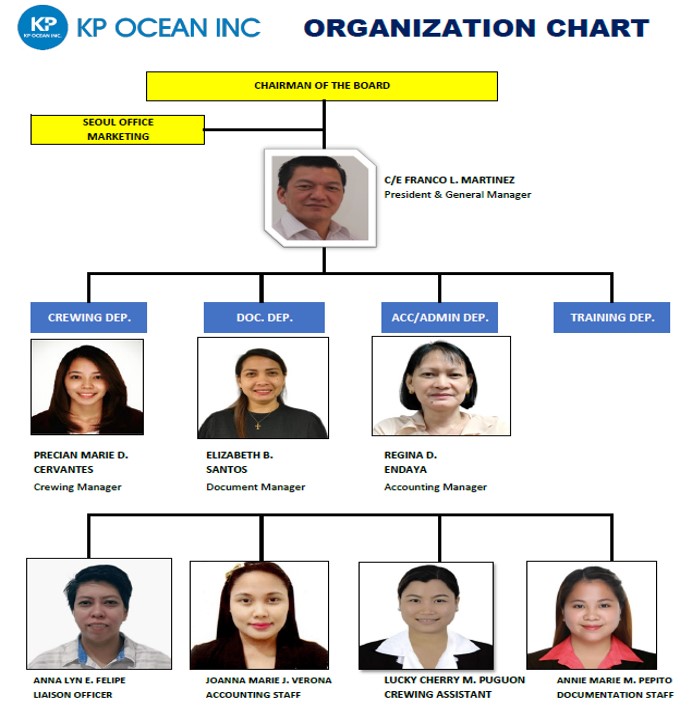 KP
KP OCEAN INC.
KP OCEAN INC
ORGANIZATION CHART
CHAIRMAN OF THE BOARD
SEOUL OFFICE
MARKETING
C/E FRANCO L. MARTINEZ
President & General Manager
CREWING DEP.
DOC. DEP.
ACC/ADMIN DEP.
TRAINING DEP.
PRECIAN MARIE D.
CERVANTES
Crewing Manager
ELIZABETH B.
SANTOS
Document Manager
REGINA D.
ENDAYA
Accounting Manager
ANNA LYN E. FELIPE
LIAISON OFFICER
JOANNA MARIE J. VERONA
ACCOUNTING STAFF
LUCKY CHERRY M. PUGUON
CREWING ASSISTANT
ANNIE MARIE M. PEPITO
DOCUMENTATION STAFF